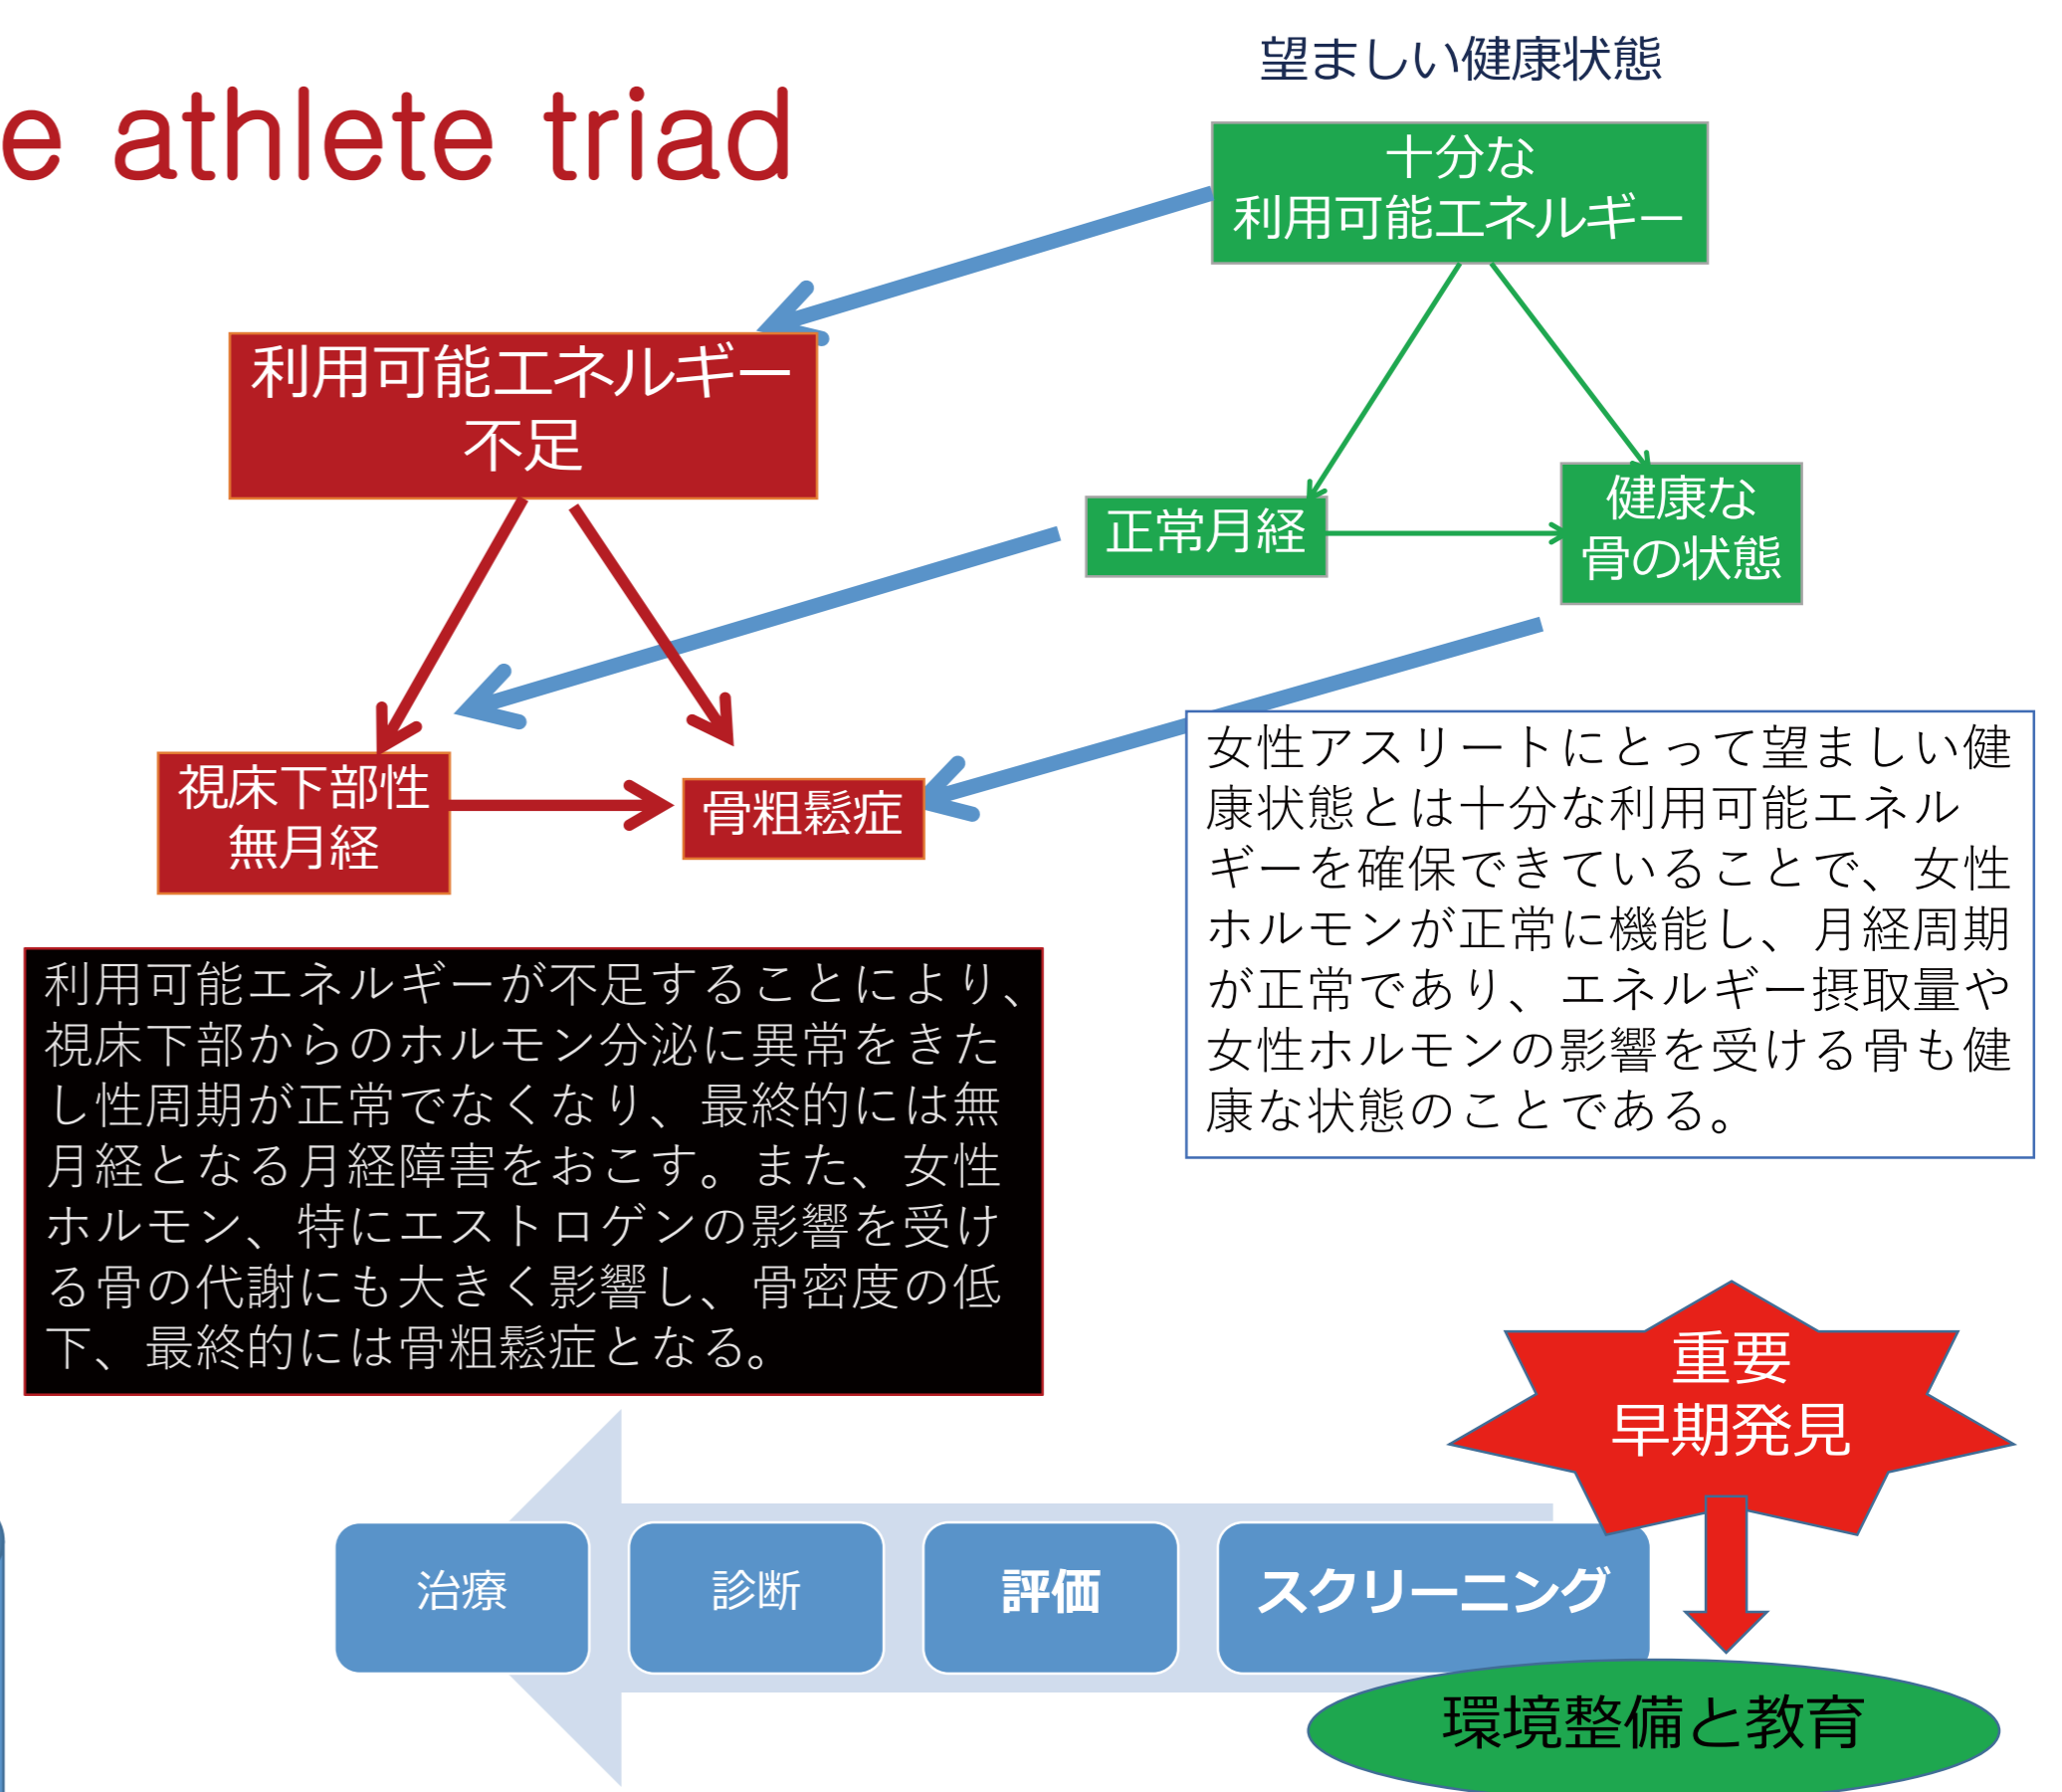 望ましい健康状態
e athlete triad
十分な
利用可能エネルギー
利用可能エネルギー
不足
正常月経
健康な
骨の状態
視床下部性
無月経
骨粗鬆症
女性アスリートにとって望ましい健
康状態とは十分な利用可能エネル
ギーを確保できていることで、女性
ホルモンが正常に機能し、月経周期
が正常であり、エネルギー摂取量や
女性ホルモンの影響を受ける骨も健
康な状態のことである。
利用可能エネルギーが不足することにより、
視床下部からのホルモン分泌に異常をきた
し性周期が正常でなくなり、最終的には無
月経となる月経障害をおこす。また、女性
ホルモン、特にエストロゲンの影響を受け
る骨の代謝にも大きく影響し、骨密度の低
下、最終的には骨粗鬆症となる。
重要
早期発見
治療
診断
評価
スクリーニング
環境整備と教育